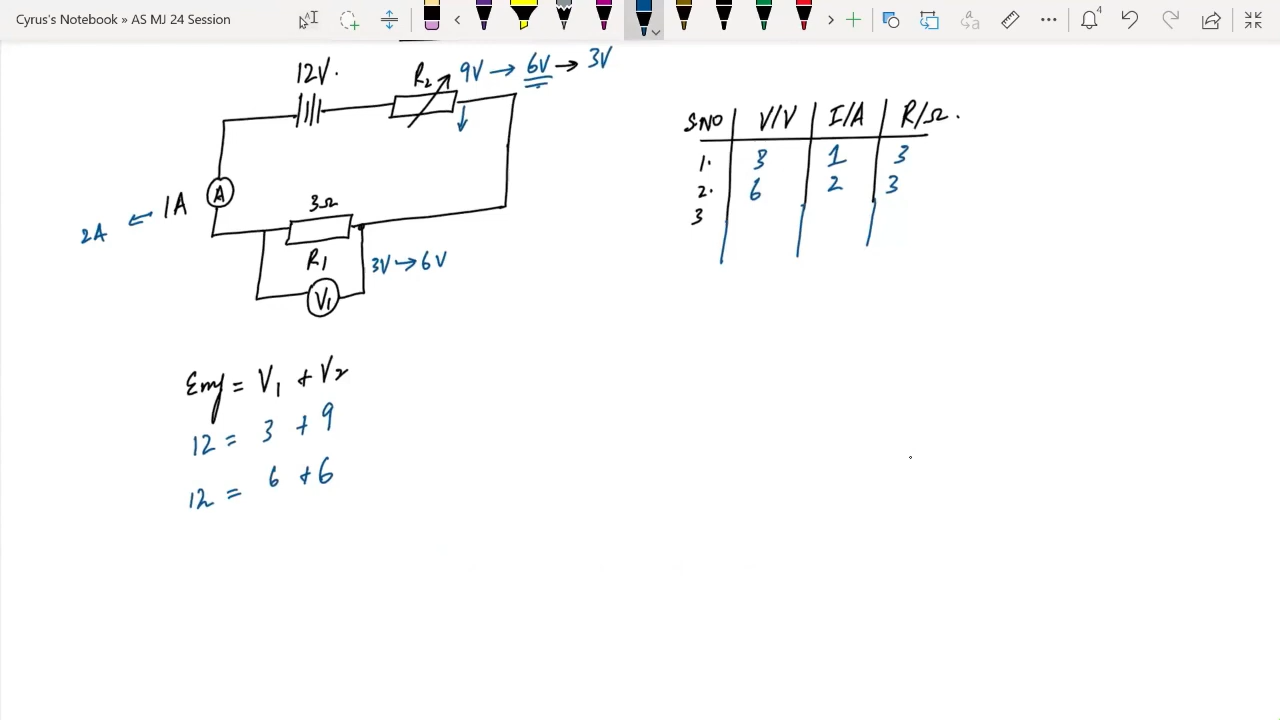 Cyrus's Notebook » AS MJ 24 Session
4
12V.
R2 9V → 6V → 3V
A
1A
2A
3Ω
R1
3V → 6V
V1
S.NO V/V I/A R/Ω.
1. 3 1 3
2. 6 2 3
3
Emf = V1 + V2
12 = 3 + 9
12 = 6 + 6